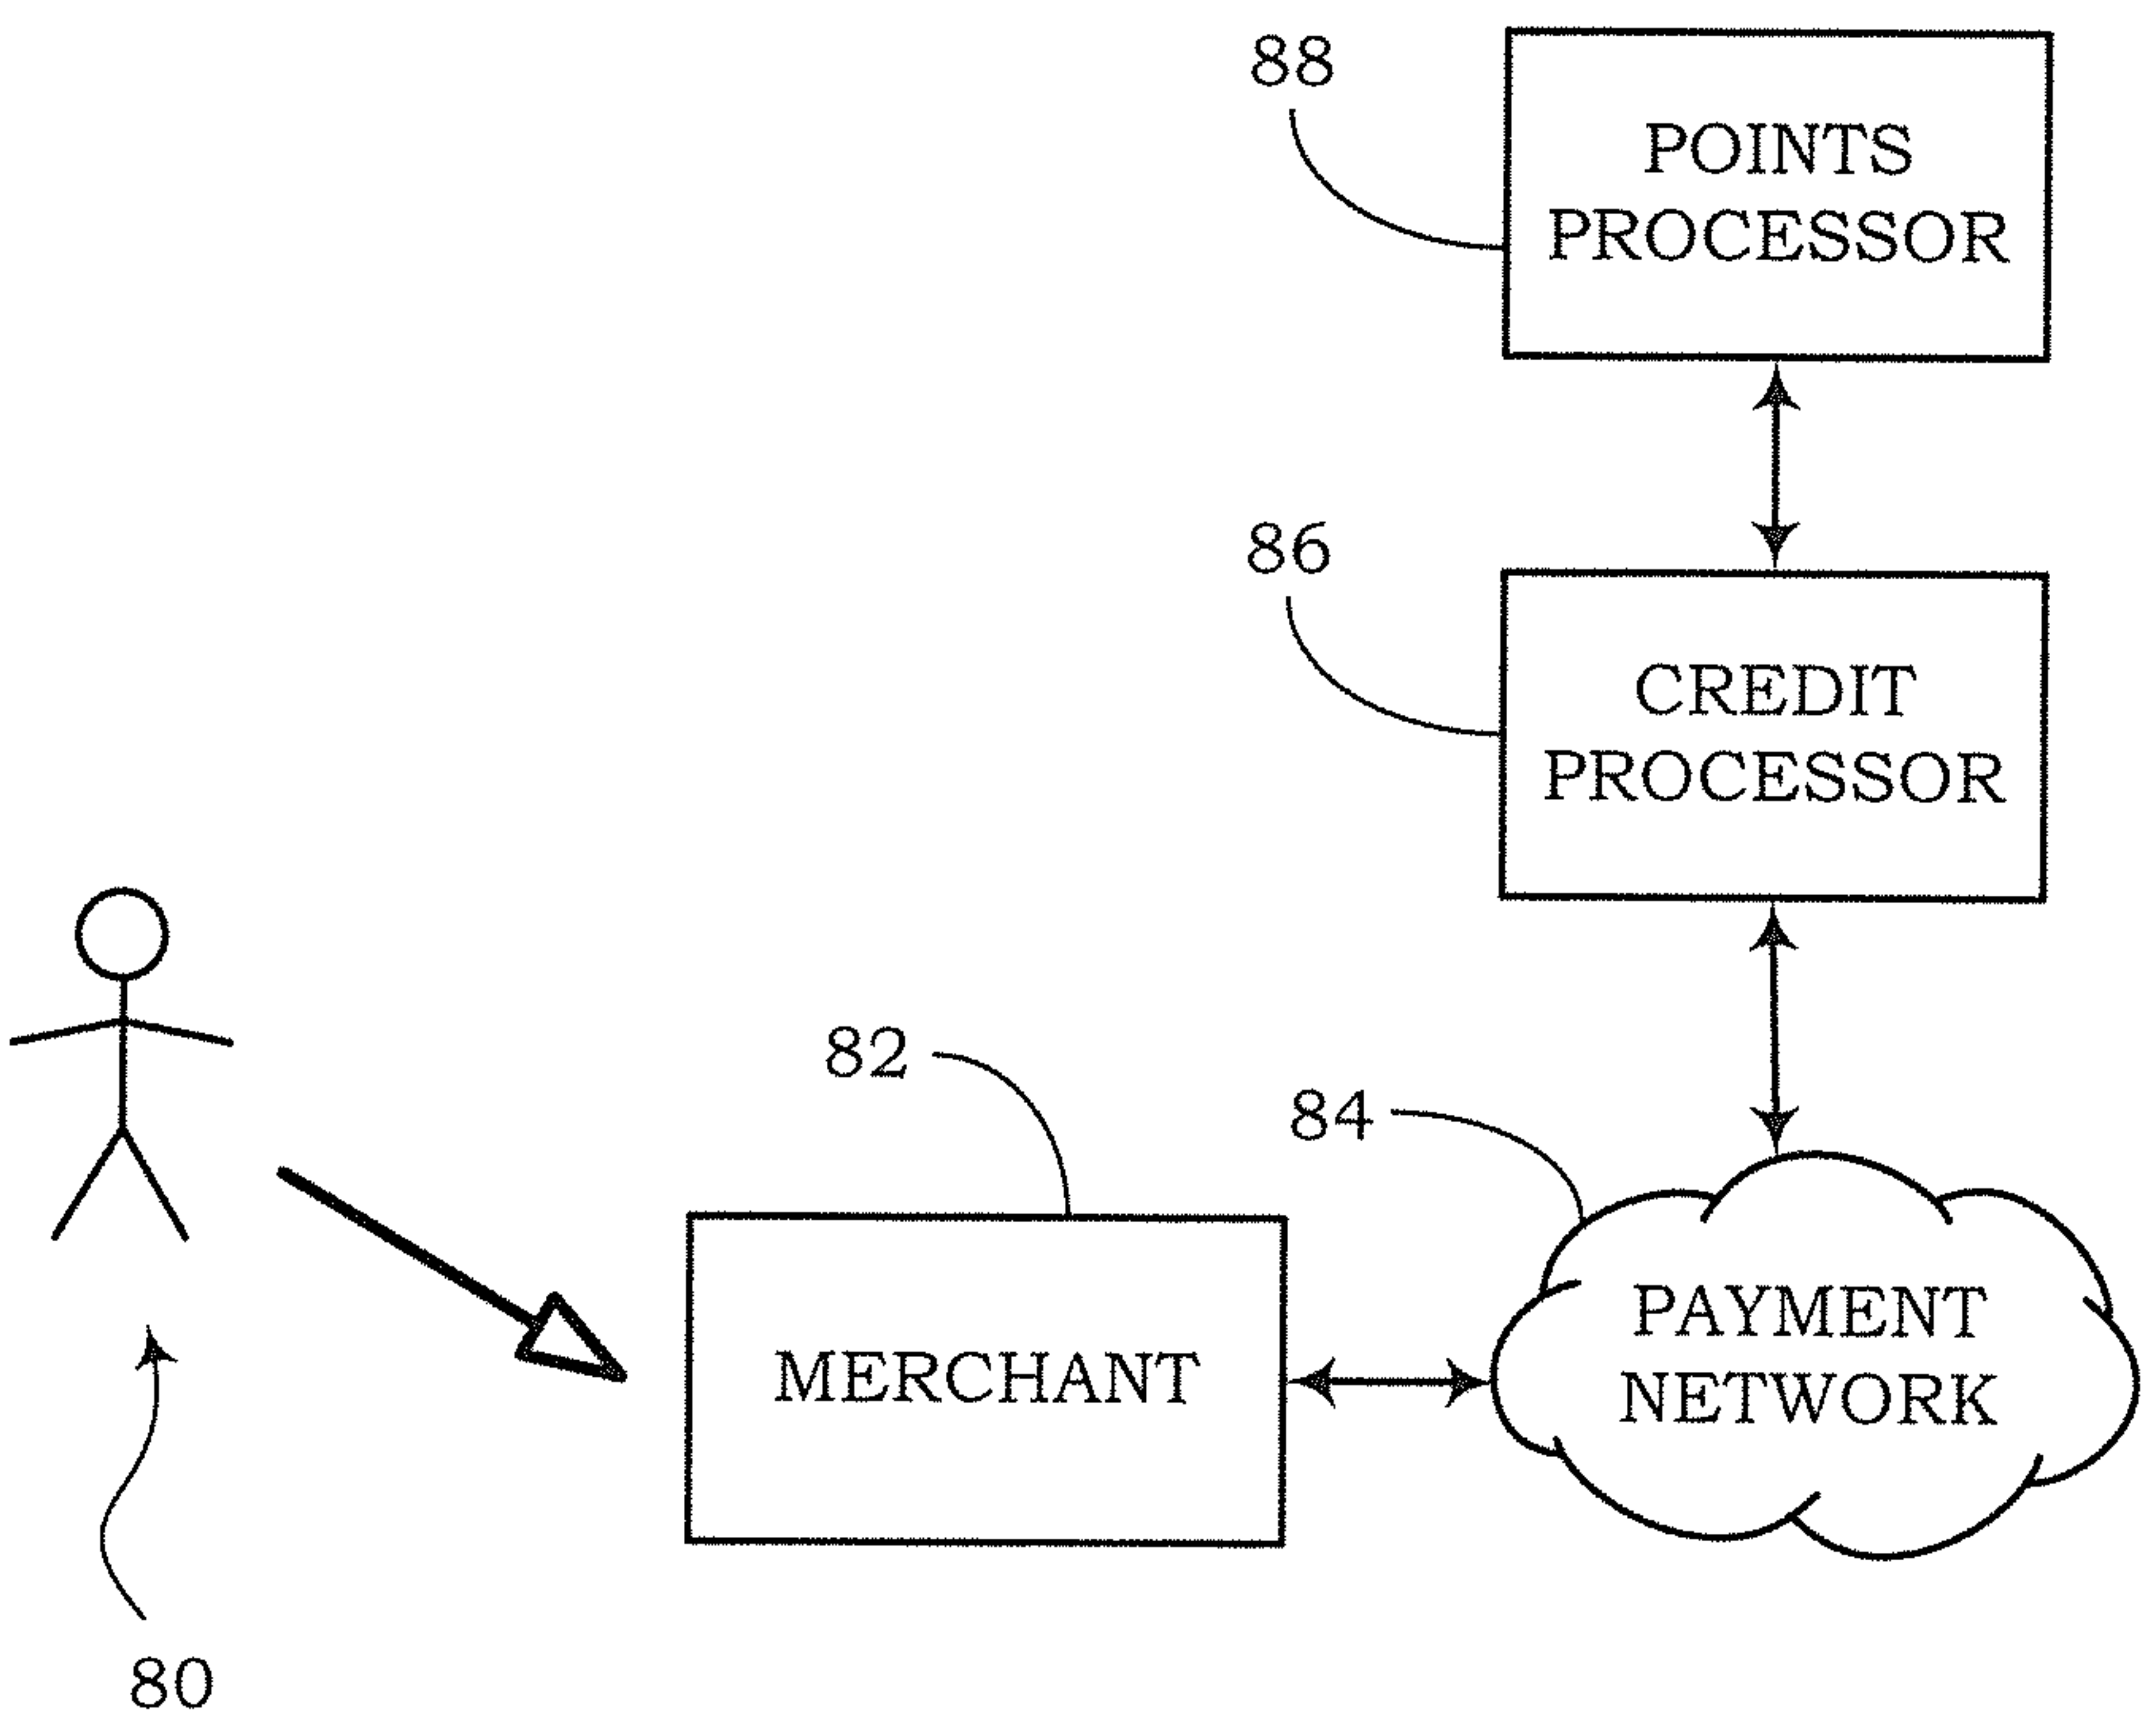 88
POINTS
PROCESSOR
86
CREDIT
PROCESSOR
82
84
MERCHANT
PAYMENT
NETWORK
80